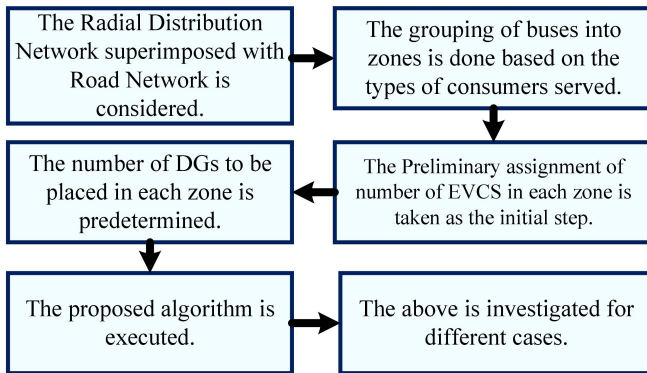 The Radial Distribution
Network superimposed with
Road Network is
considered.
The grouping of buses into
zones is done based on the
types of consumers served.
The Preliminary assignment of
number of EVCS in each zone is
taken as the initial step.
The number of DGs to be
placed in each zone is
predetermined.
The proposed algorithm is
executed.
The above is investigated for
different cases.